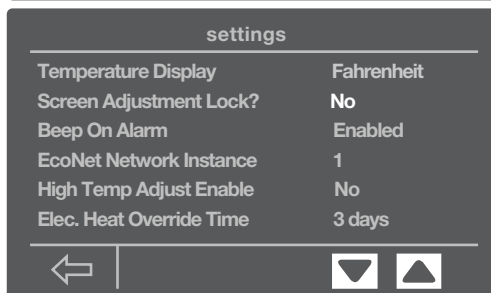 settings
Temperature Display Fahrenheit
Screen Adjustment Lock? No
Beep On Alarm Enabled
EcoNet Network Instance 1
High Temp Adjust Enable No
Elec. Heat Override Time 3 days